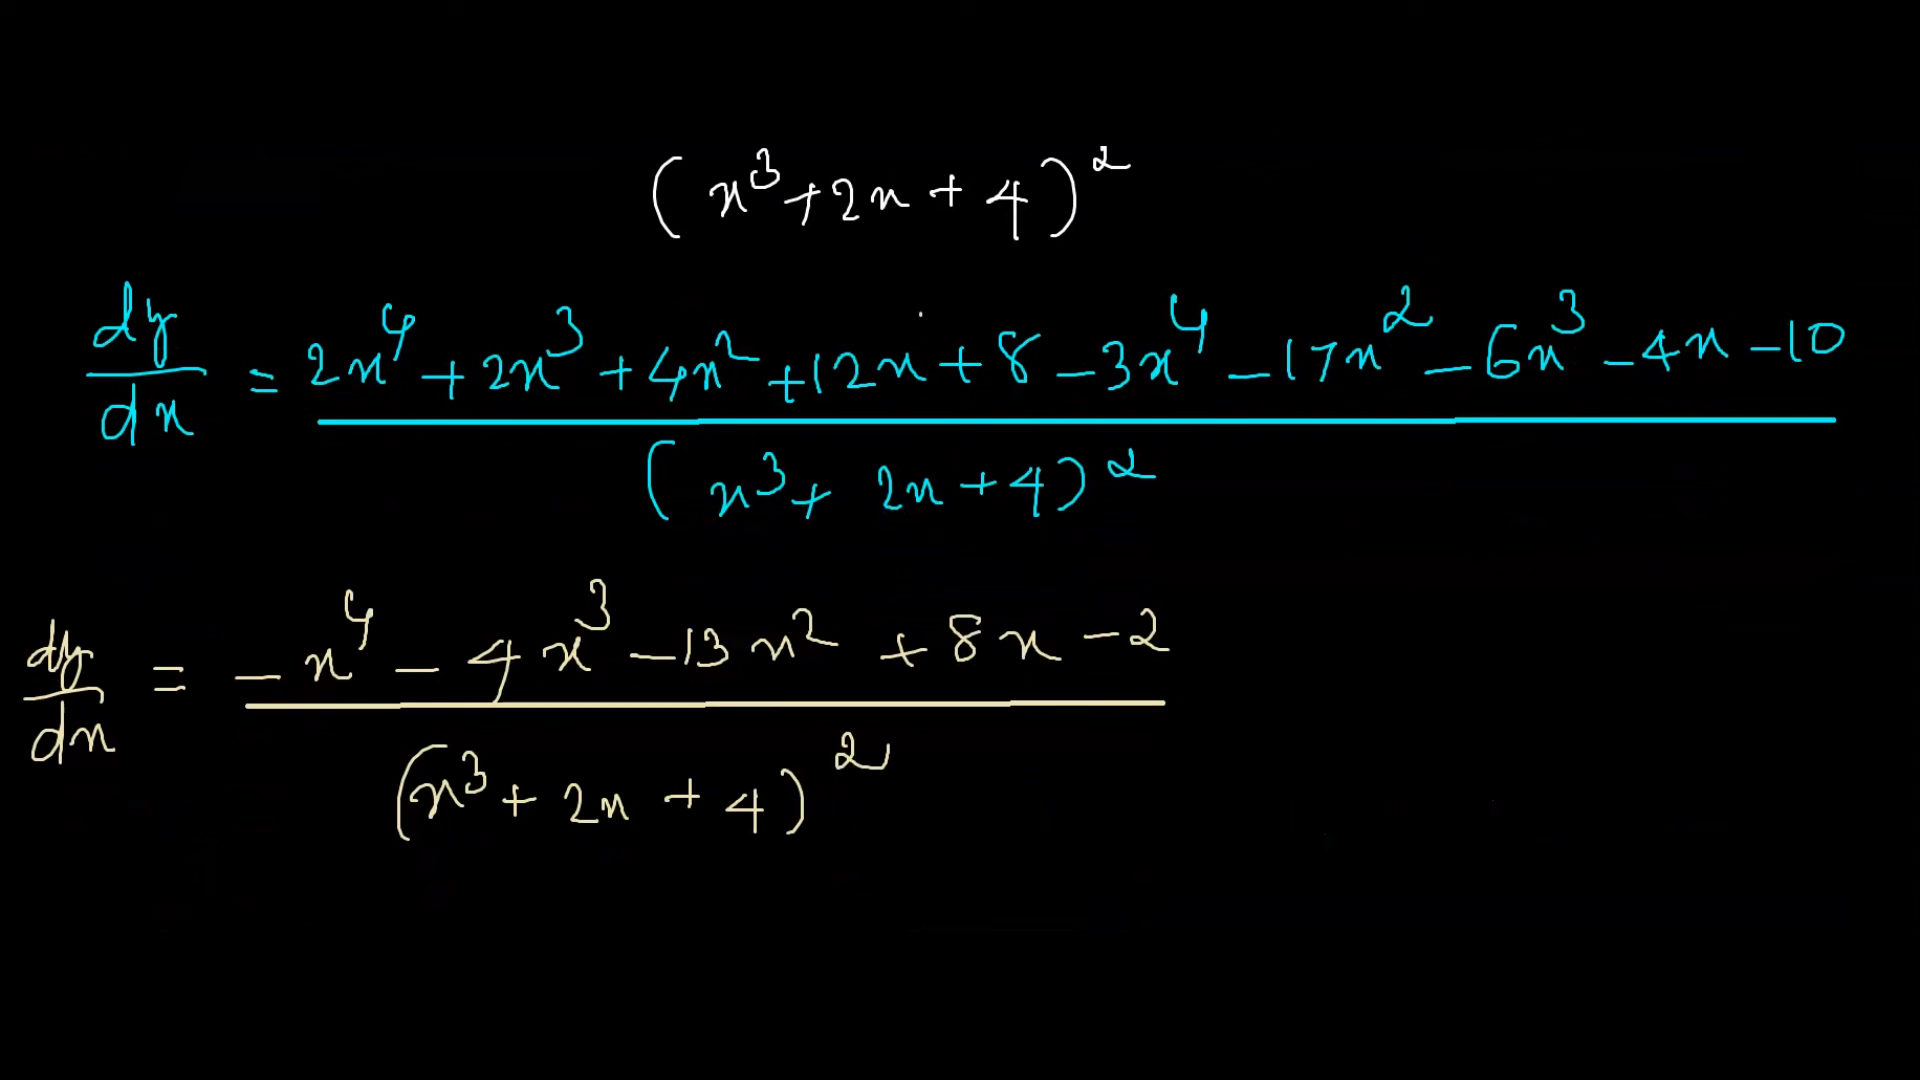 (x³+2x+4)²
dy/dx = 2x⁴+2x³+4x²+12x+8-3x⁴-17x²-6x³-4x-10
(x³+2x+4)²
dy/dx = -x⁴-4x³-13x²+8x-2
(x³+2x+4)²